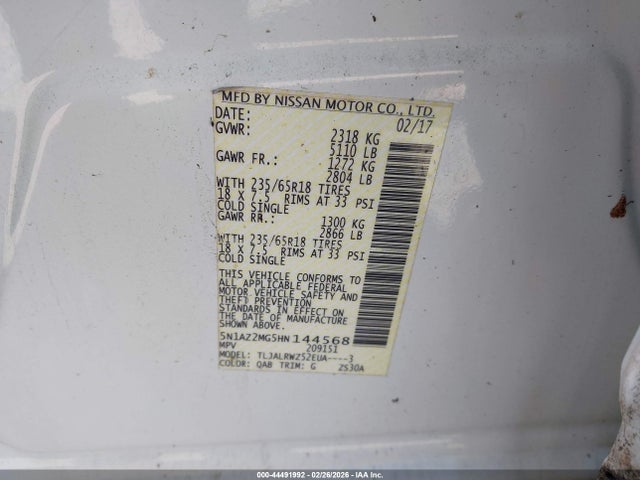 MFD BY NISSAN MOTOR CO., LTD.
DATE: 02/17
GVWR: 2318 KG
5110 LB
GAWR FR.: 1272 KG
2804 LB
WITH 235/65R18 TIRES
18 X 7.5 RIMS AT 33 PSI
COLD SINGLE
GAWR RR.: 1300 KG
2866 LB
WITH 235/65R18 TIRES
18 X 7.5 RIMS AT 33 PSI
COLD SINGLE
THIS VEHICLE CONFORMS TO
ALL APPLICABLE FEDERAL
MOTOR VEHICLE SAFETY AND
THEFT PREVENTION
STANDARDS IN EFFECT ON
THE DATE OF MANUFACTURE
SHOWN ABOVE.
5N1AZ2MG5HN144568
MPV 209151
MODEL: TLJALRWZ52EUA----3
COLOR: QAB TRIM: G ZS30A
000-44491992 | 02/26/2026 - IAAI.COM